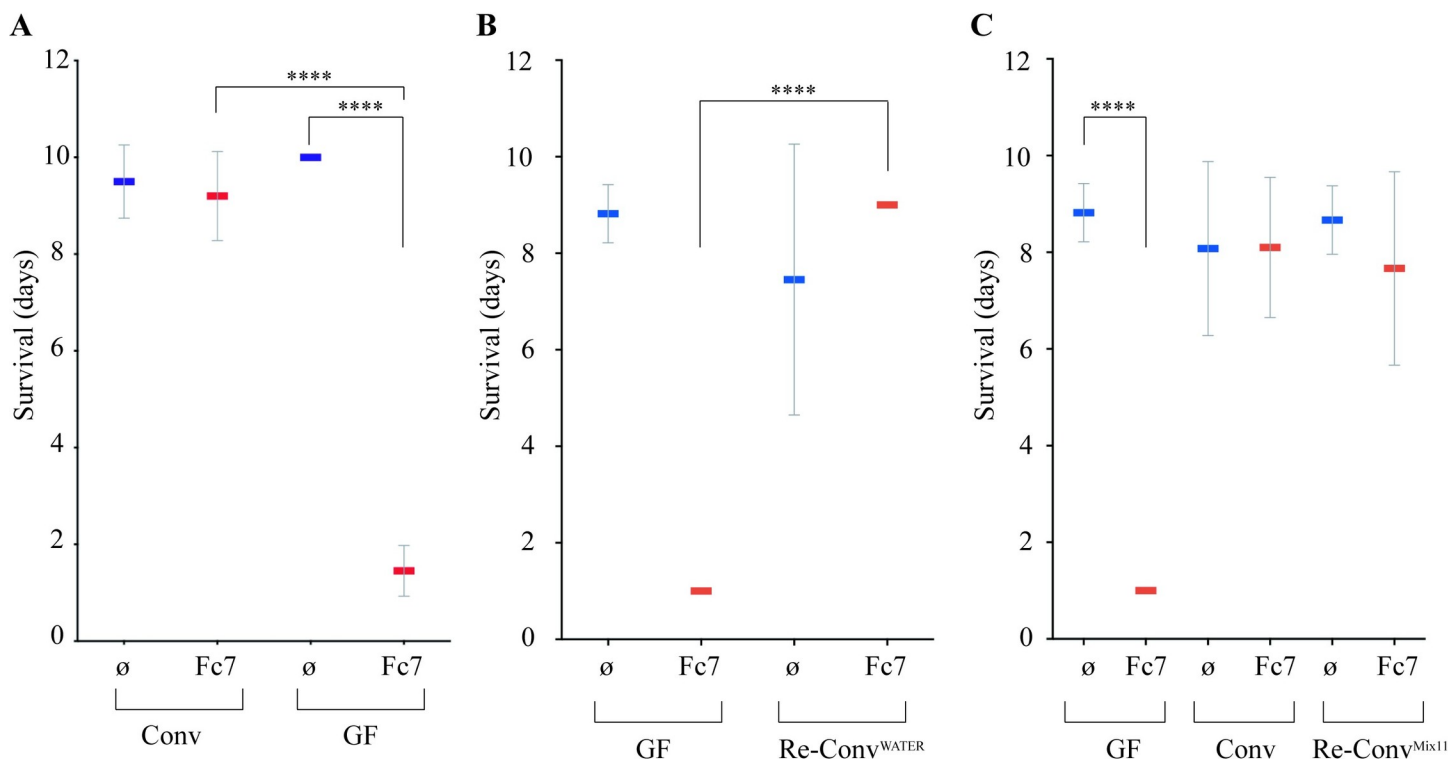 A
Survival (days)
12
10
8
6
4
2
0
****
****
ø Fc7 ø Fc7
Conv GF
B
Survival (days)
12
10
8
6
4
2
0
****
ø Fc7 ø Fc7
GF Re-ConvWATER
C
Survival (days)
12
10
8
6
4
2
0
****
ø Fc7 ø Fc7 ø Fc7
GF Conv Re-ConvMix11